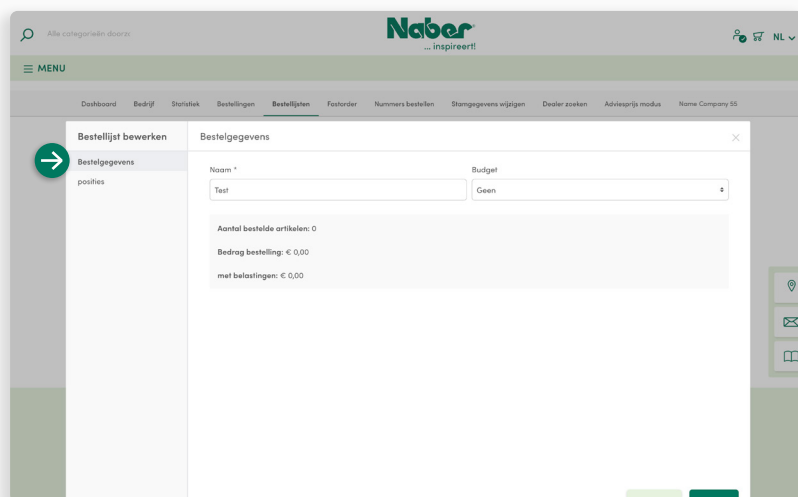 Alle categorieën doorzo
Naber
... inspireert!
NL
MENU
Dashboard Bedrijf Statistiek Bestellingen Bestellijsten Fastorder Nummers bestellen Stamgegevens wijzigen Dealer zoeken Adviesprijs modus Name Company 55
Bestellijst bewerken
Bestelgegevens
Bestelgegevens
posities
Naam *
Budget
Test
Geen
Aantal bestelde artikelen: 0
Bedrag bestelling: € 0,00
met belastingen: € 0,00